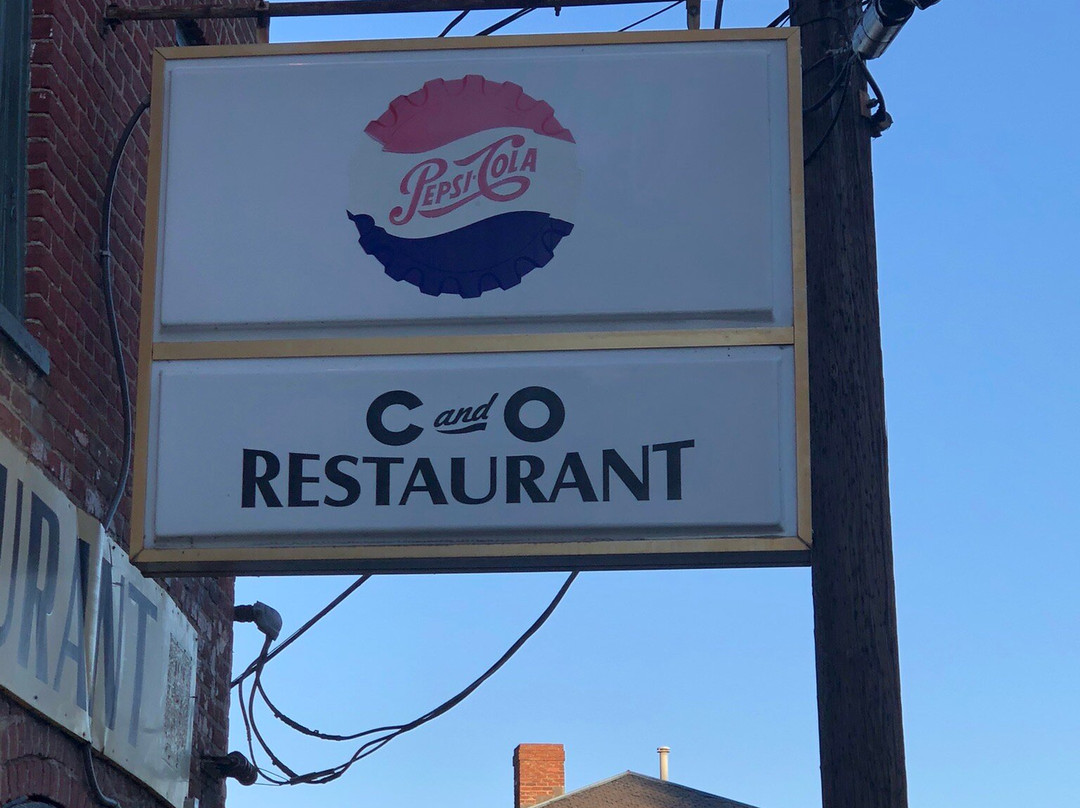 PEPSI·COLA
C and O
RESTAURANT
URANT